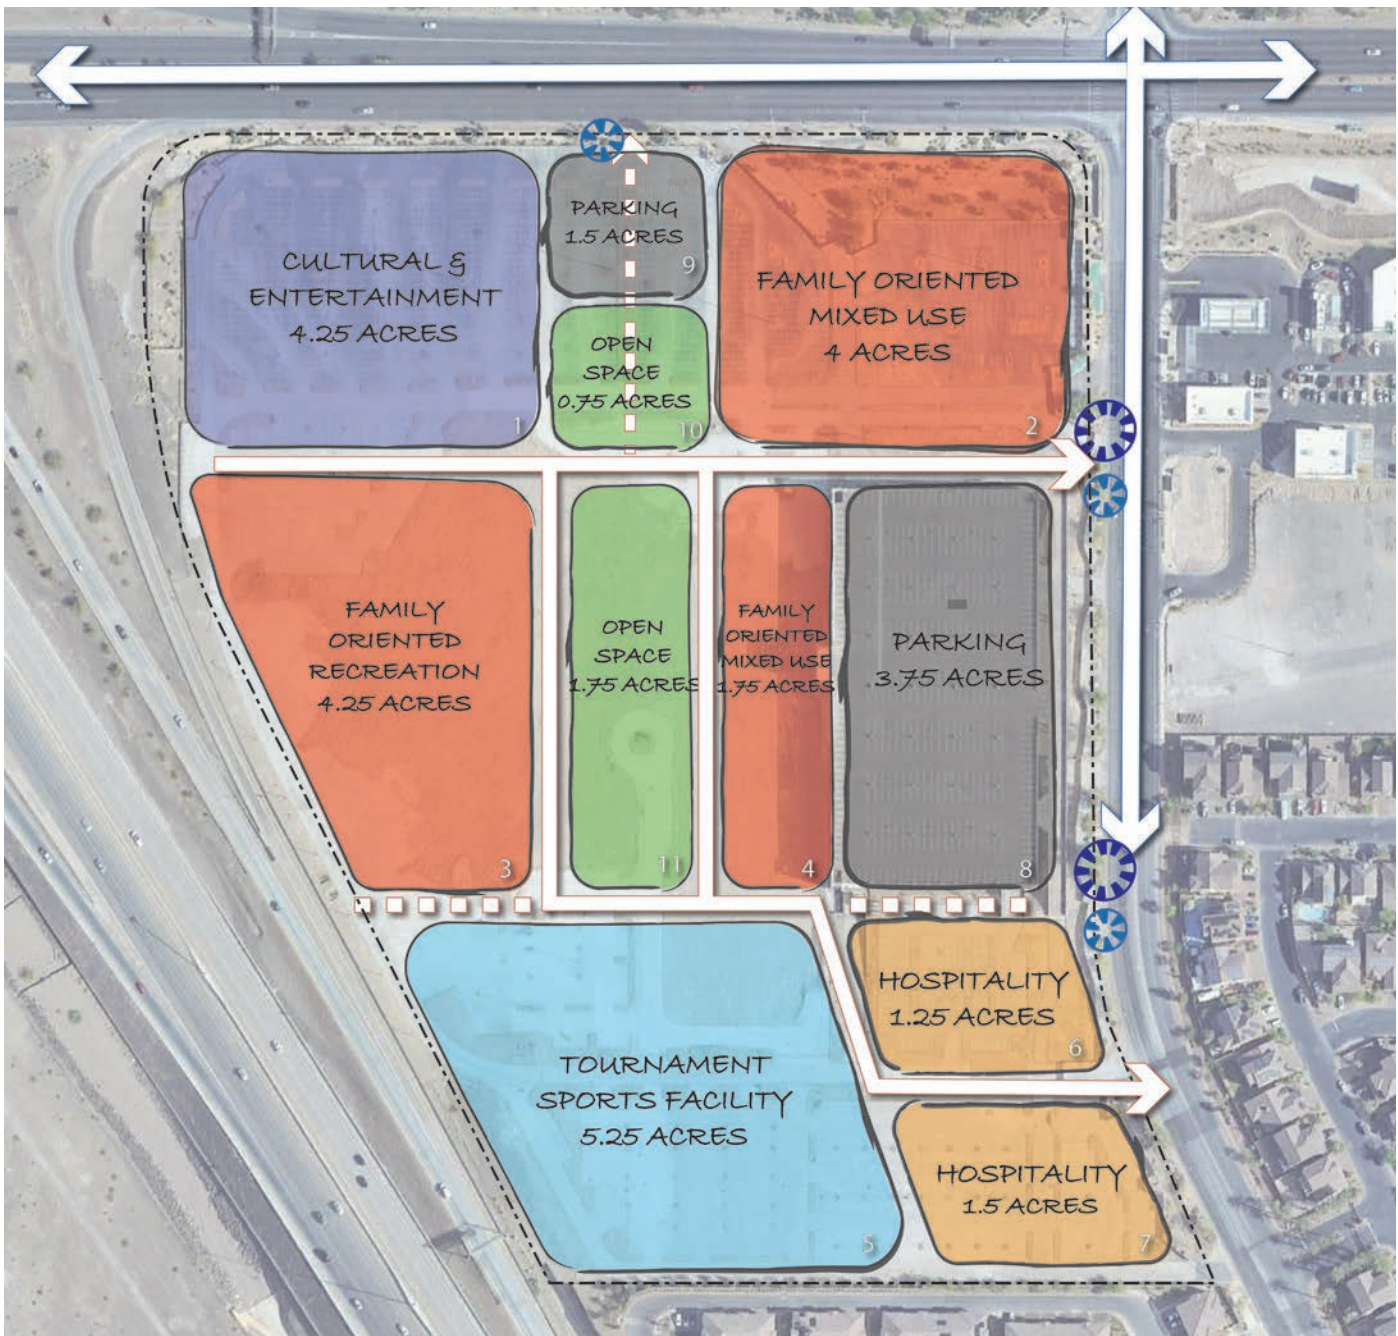 CULTURAL &
ENTERTAINMENT
4.25 ACRES
1
PARKING
1.5 ACRES
9
OPEN
SPACE
0.75 ACRES
10
FAMILY ORIENTED
MIXED USE
4 ACRES
2
FAMILY
ORIENTED
RECREATION
4.25 ACRES
3
OPEN
SPACE
1.75 ACRES
11
FAMILY
ORIENTED
MIXED USE
1.75 ACRES
4
PARKING
3.75 ACRES
8
TOURNAMENT
SPORTS FACILITY
5.25 ACRES
5
HOSPITALITY
1.25 ACRES
6
HOSPITALITY
1.5 ACRES
7